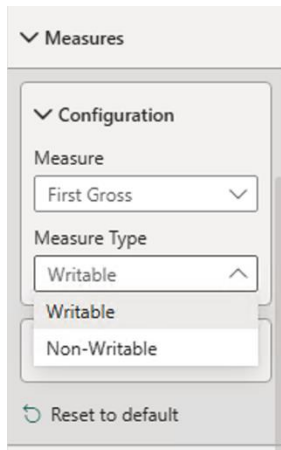 Measures
Configuration
Measure
First Gross
Measure Type
Writable
Writable
Non-Writable
Reset to default